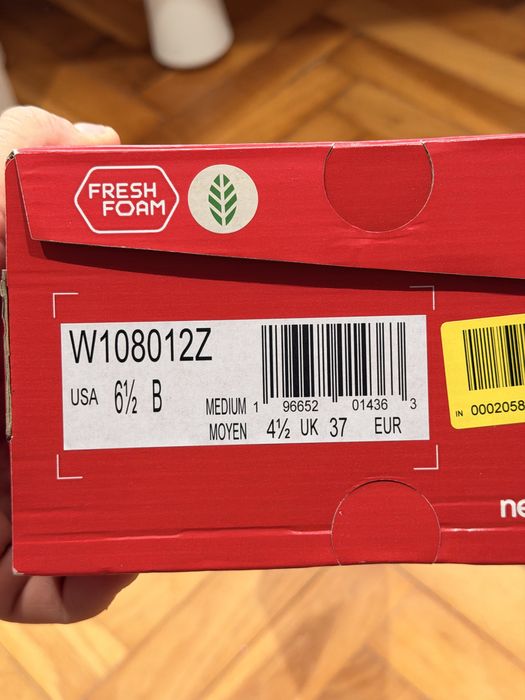 FRESH
FOAM
W108012Z
USA 6½ B
MEDIUM 1 96652 01436 3
MOYEN 4½ UK 37 EUR
IN 0002058
ne